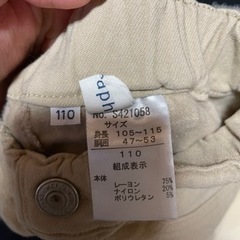 aph
110
No. S421058
サイズ
身長 105~115
胴囲 47~53
110
組成表示
本体
レーヨン 75%
ナイロン 20%
ポリウレタン 5%